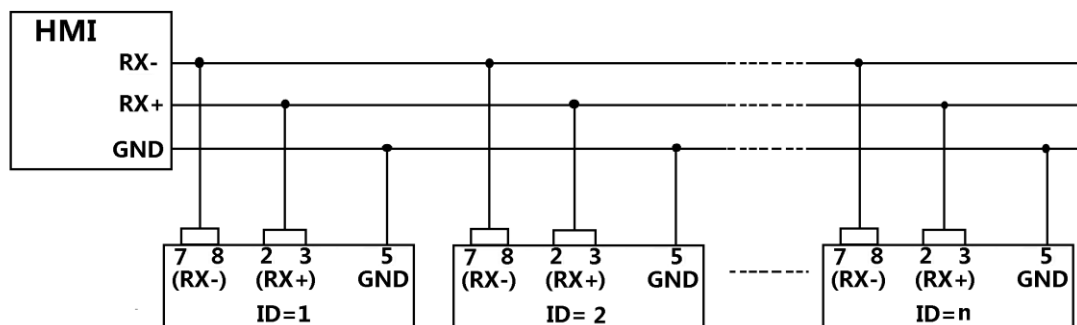 HMI
RX-
RX+
GND
7 8 2 3 5
(RX-) (RX+) GND
ID=1
7 8 2 3 5
(RX-) (RX+) GND
ID= 2
7 8 2 3 5
(RX-) (RX+) GND
ID=n